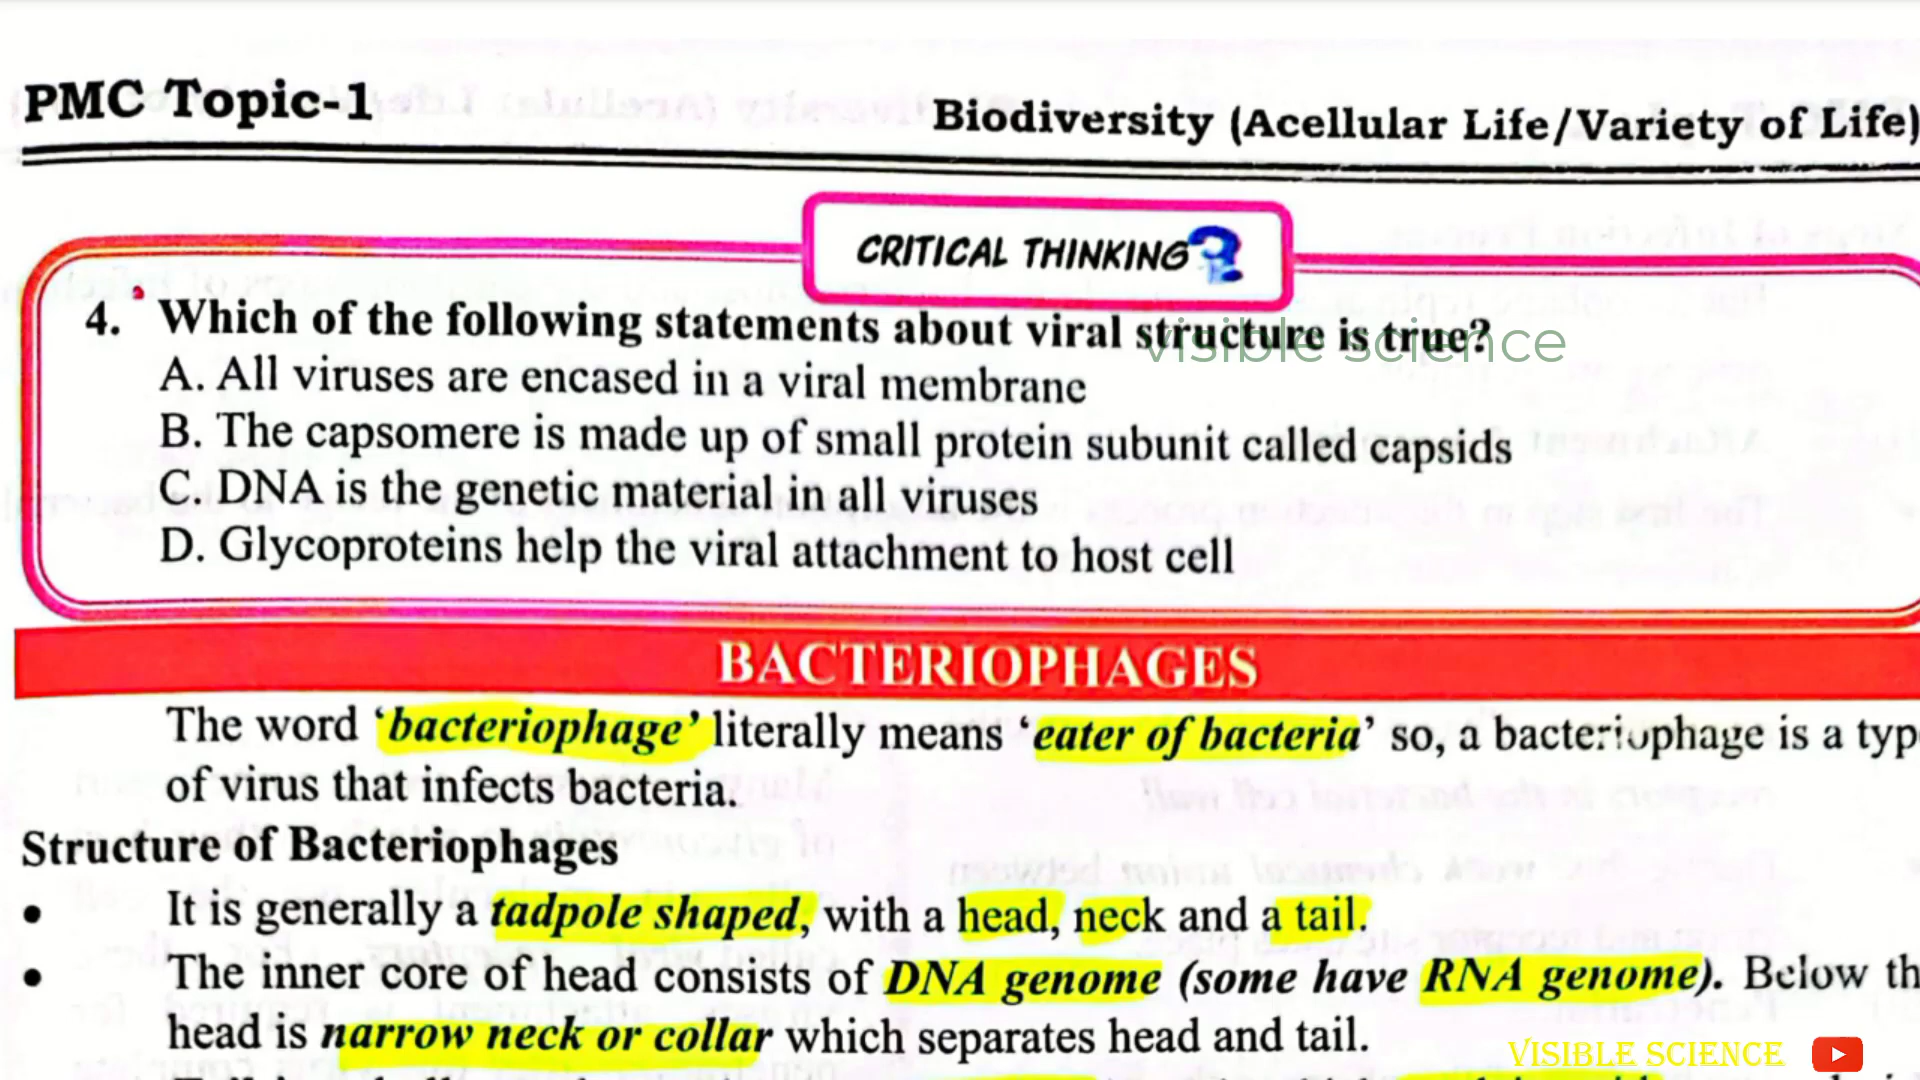 PMC Topic-1
Biodiversity (Acellular Life/Variety of Life)
CRITICAL THINKING?
4. Which of the following statements about viral structure is true?
visible science
A. All viruses are encased in a viral membrane
B. The capsomere is made up of small protein subunit called capsids
C. DNA is the genetic material in all viruses
D. Glycoproteins help the viral attachment to host cell
BACTERIOPHAGES
The word ‘bacteriophage’ literally means ‘eater of bacteria’ so, a bacteriophage is a typ
of virus that infects bacteria.
Structure of Bacteriophages
• It is generally a tadpole shaped, with a head, neck and a tail.
• The inner core of head consists of DNA genome (some have RNA genome). Below th
head is narrow neck or collar which separates head and tail.
VISIBLE SCIENCE